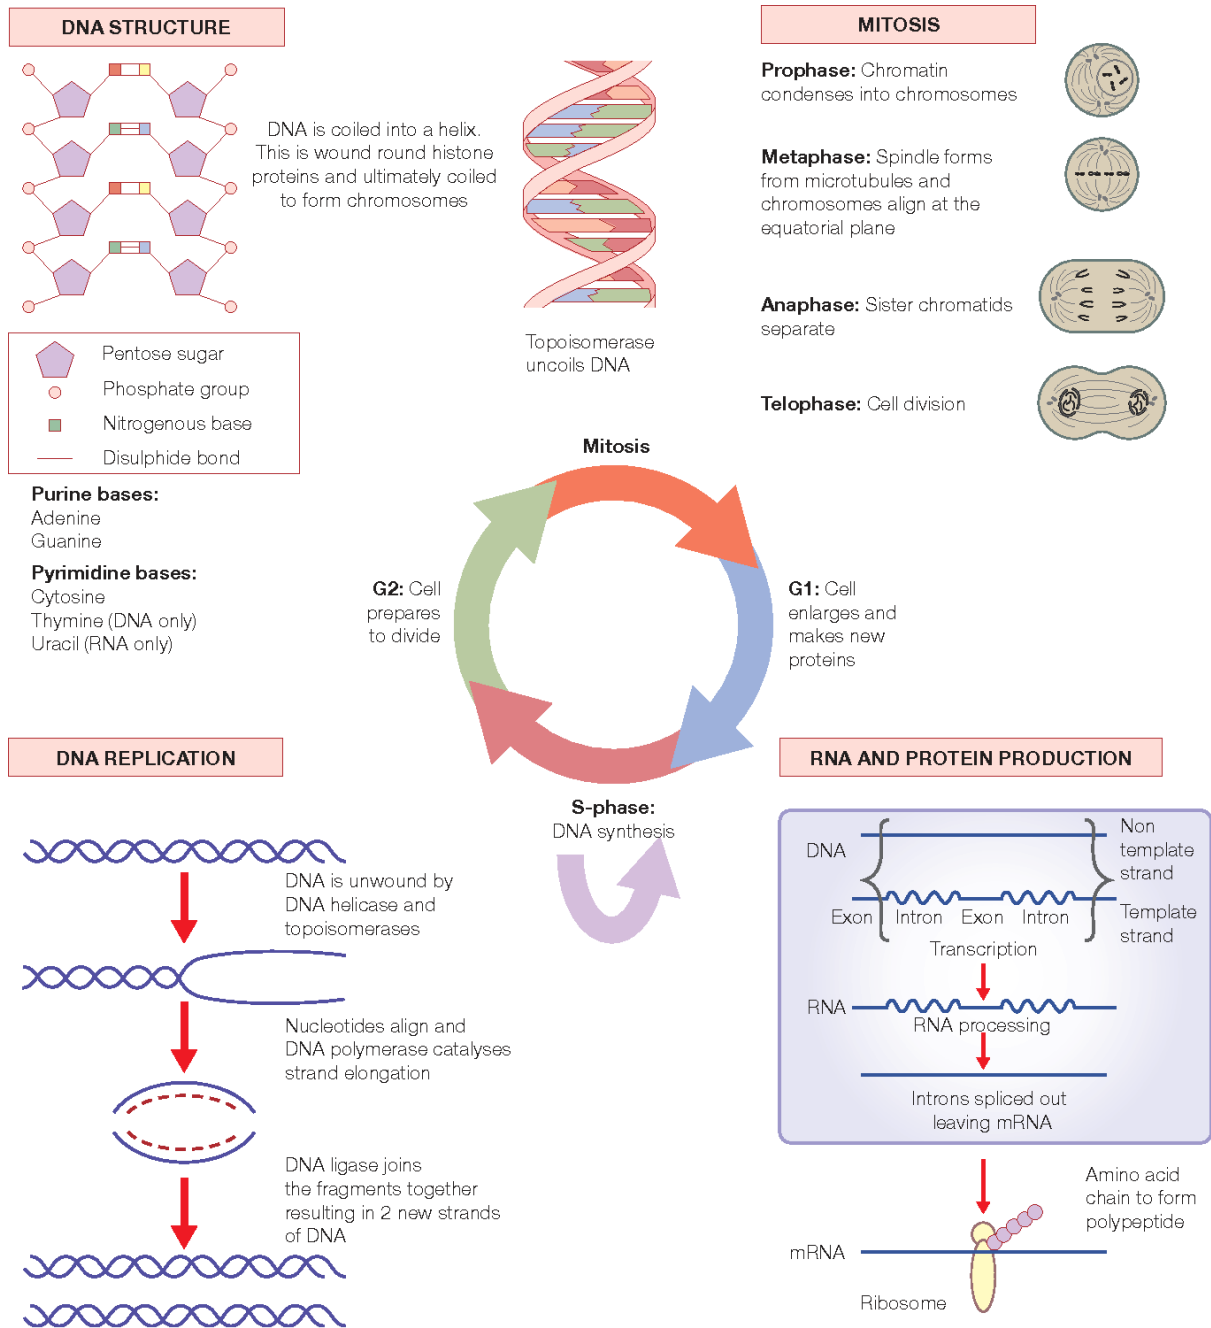 DNA STRUCTURE
DNA is coiled into a helix.
This is wound round histone
proteins and ultimately coiled
to form chromosomes
Topoisomerase
uncoils DNA
Pentose sugar
Phosphate group
Nitrogenous base
Disulphide bond
Purine bases:
Adenine
Guanine
Pyrimidine bases:
Cytosine
Thymine (DNA only)
Uracil (RNA only)
MITOSIS
Prophase: Chromatin
condenses into chromosomes
Metaphase: Spindle forms
from microtubules and
chromosomes align at the
equatorial plane
Anaphase: Sister chromatids
separate
Telophase: Cell division
Mitosis
G2: Cell
prepares
to divide
G1: Cell
enlarges and
makes new
proteins
S-phase:
DNA synthesis
DNA REPLICATION
DNA is unwound by
DNA helicase and
topoisomerases
Nucleotides align and
DNA polymerase catalyses
strand elongation
DNA ligase joins
the fragments together
resulting in 2 new strands
of DNA
RNA AND PROTEIN PRODUCTION
DNA
Non
template
strand
Exon Intron Exon Intron
Template
strand
Transcription
RNA
RNA processing
Introns spliced out
leaving mRNA
Amino acid
chain to form
polypeptide
mRNA
Ribosome